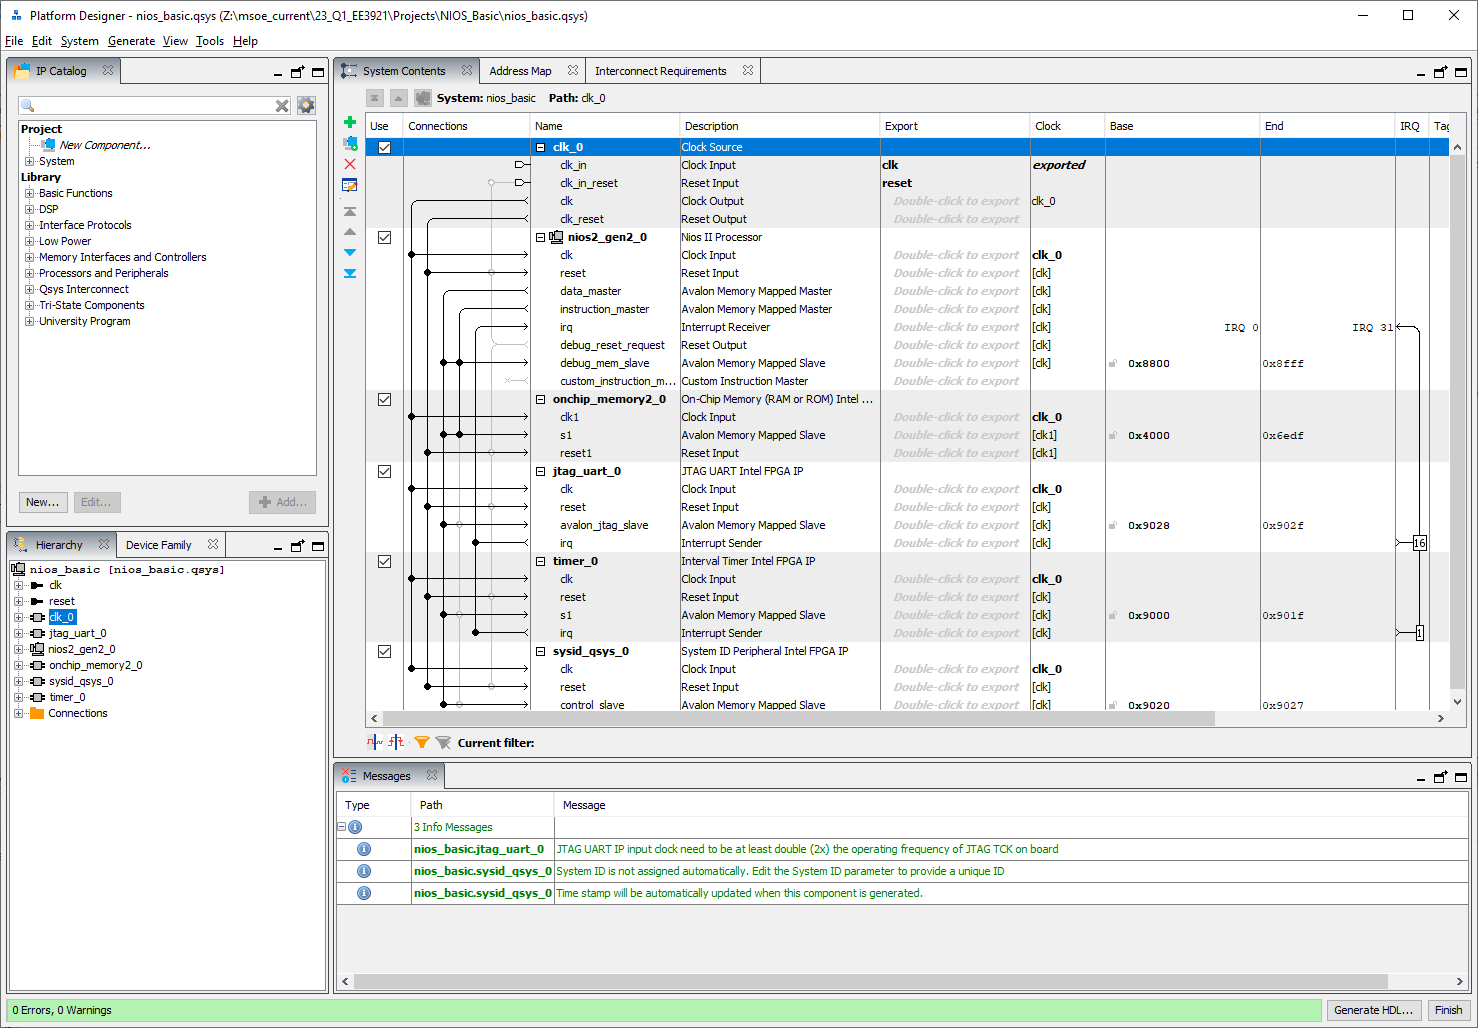 Platform Designer - nios_basic.qsys (Z:\msoe_current\23_Q1_EE3921\Projects\NIOS_Basic\nios_basic.qsys)
File Edit System Generate View Tools Help
IP Catalog
Project
New Component...
System
Library
Basic Functions
DSP
Interface Protocols
Low Power
Memory Interfaces and Controllers
Processors and Peripherals
Qsys Interconnect
Tri-State Components
University Program
New... Edit... Add...
Hierarchy Device Family
nios_basic [nios_basic.qsys]
clk
reset
clk_0
jtag_uart_0
nios2_gen2_0
onchip_memory2_0
sysid_qsys_0
timer_0
Connections
System Contents Address Map Interconnect Requirements
System: nios_basic Path: clk_0
Use Connections Name Description Export Clock Base End IRQ Tag
clk_0 Clock Source
clk_in Clock Input clk exported
clk_in_reset Reset Input reset
clk Clock Output Double-click to export clk_0
clk_reset Reset Output Double-click to export
nios2_gen2_0 Nios II Processor
clk Clock Input Double-click to export clk_0
reset Reset Input Double-click to export [clk]
data_master Avalon Memory Mapped Master Double-click to export [clk]
instruction_master Avalon Memory Mapped Master Double-click to export [clk]
irq Interrupt Receiver Double-click to export [clk] IRQ 0 IRQ 31
debug_reset_request Reset Output Double-click to export [clk]
debug_mem_slave Avalon Memory Mapped Slave Double-click to export [clk] 0x8800 0x8fff
custom_instruction_m... Custom Instruction Master Double-click to export
onchip_memory2_0 On-Chip Memory (RAM or ROM) Intel ...
clk1 Clock Input Double-click to export clk_0
s1 Avalon Memory Mapped Slave Double-click to export [clk1] 0x4000 0x6edf
reset1 Reset Input Double-click to export [clk1]
jtag_uart_0 JTAG UART Intel FPGA IP
clk Clock Input Double-click to export clk_0
reset Reset Input Double-click to export [clk]
avalon_jtag_slave Avalon Memory Mapped Slave Double-click to export [clk] 0x9028 0x902f
irq Interrupt Sender Double-click to export [clk] 16
timer_0 Interval Timer Intel FPGA IP
clk Clock Input Double-click to export clk_0
reset Reset Input Double-click to export [clk]
s1 Avalon Memory Mapped Slave Double-click to export [clk] 0x9000 0x901f
irq Interrupt Sender Double-click to export [clk] 1
sysid_qsys_0 System ID Peripheral Intel FPGA IP
clk Clock Input Double-click to export clk_0
reset Reset Input Double-click to export [clk]
control_slave Avalon Memory Mapped Slave Double-click to export [clk] 0x9020 0x9027
Current filter:
Messages
Type Path Message
3 Info Messages
nios_basic.jtag_uart_0 JTAG UART IP input clock need to be at least double (2x) the operating frequency of JTAG TCK on board
nios_basic.sysid_qsys_0 System ID is not assigned automatically. Edit the System ID parameter to provide a unique ID
nios_basic.sysid_qsys_0 Time stamp will be automatically updated when this component is generated.
0 Errors, 0 Warnings
Generate HDL... Finish